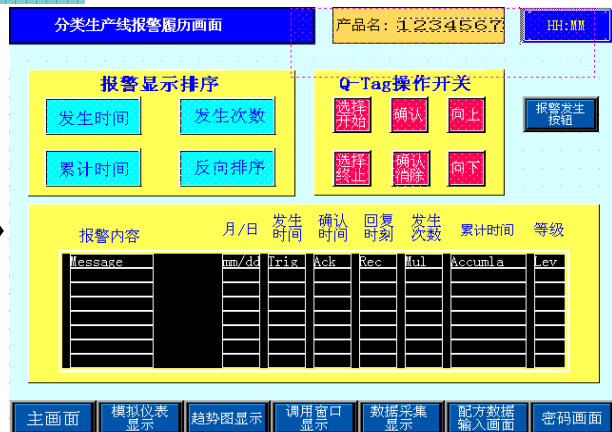 分类生产线报警履历画面
产品名：1234567
HH:MM
报警显示排序
发生时间
发生次数
累计时间
反向排序
Q-Tag操作开关
选择
开始
确认
向上
选择
终止
确认
消除
向下
报警发生
按钮
报警内容
月/日
发生
时间
确认
时间
回复
时刻
发生
次数
累计时间
等级
Message mm/dd Trig Ack Rec Mul Accumla Lev
主画面
模拟仪表
显示
趋势图显示
调用窗口
显示
数据采集
显示
配方数据
输入画面
密码画面